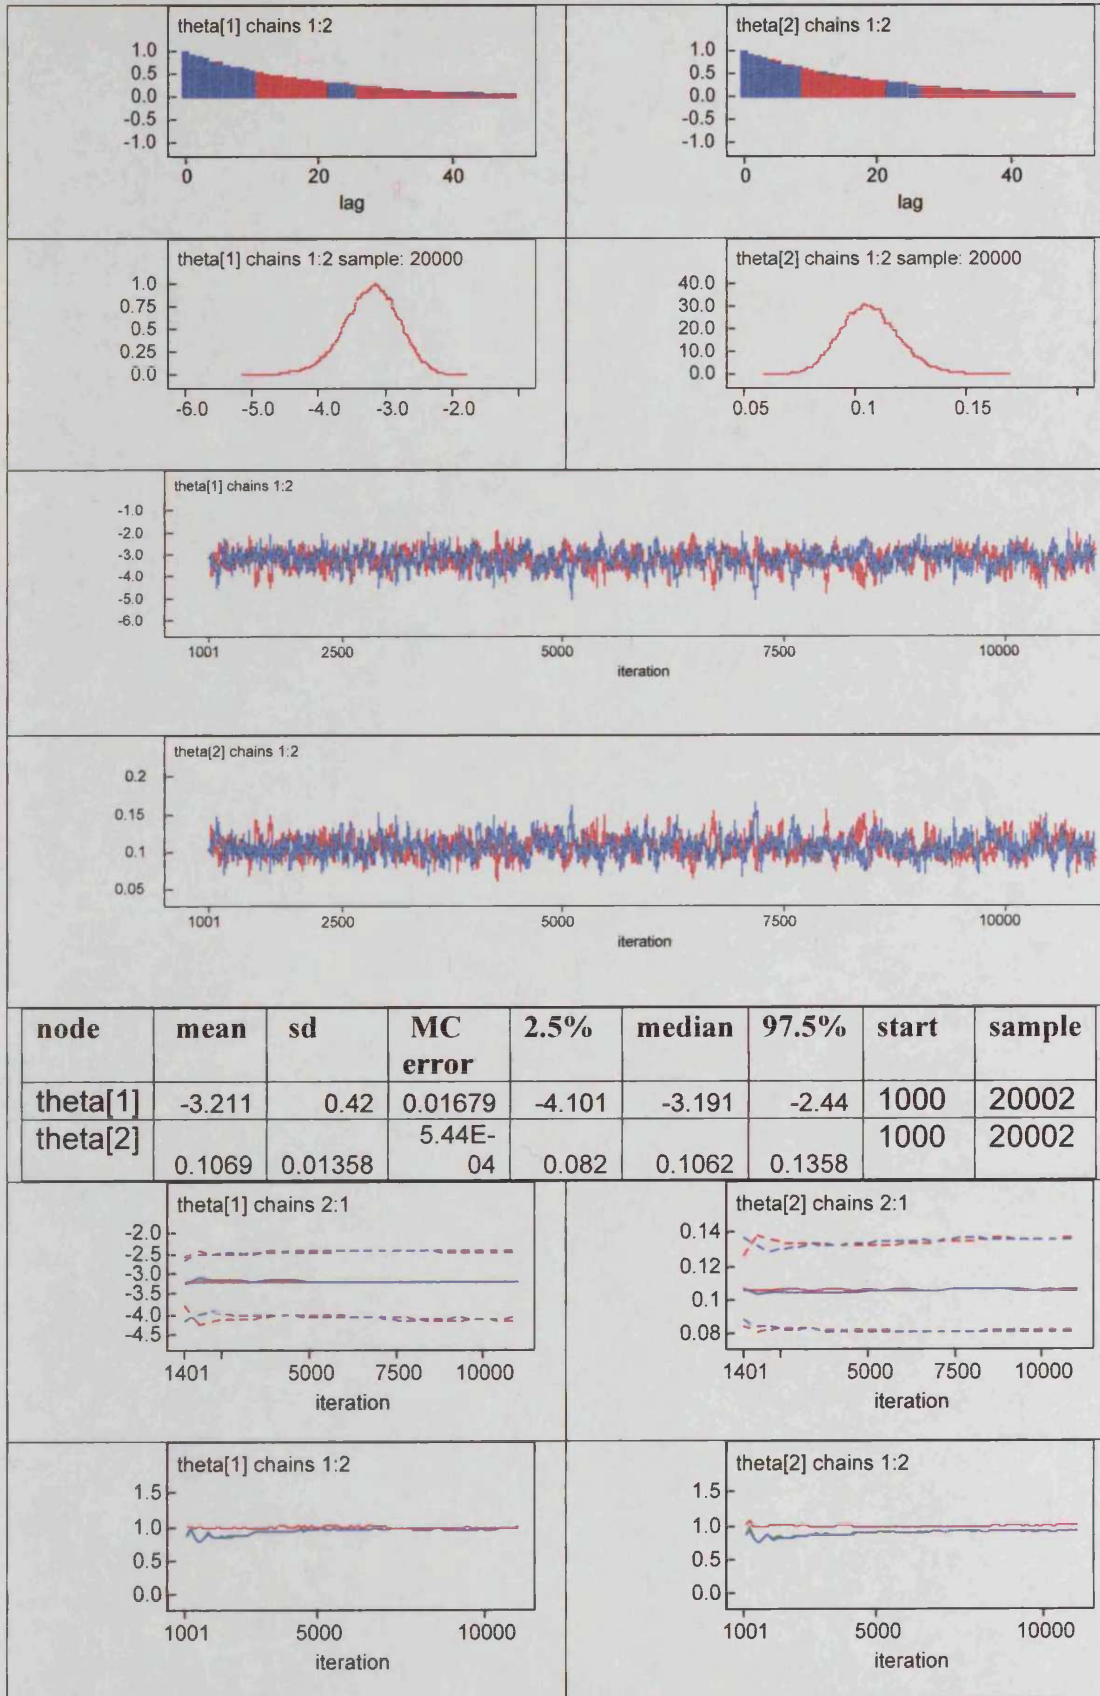 theta[1] chains 1:2
1.0
0.5
0.0
-0.5
-1.0
0 20 40
lag
theta[2] chains 1:2
1.0
0.5
0.0
-0.5
-1.0
0 20 40
lag
theta[1] chains 1:2 sample: 20000
1.0
0.75
0.5
0.25
0.0
-6.0 -5.0 -4.0 -3.0 -2.0
theta[2] chains 1:2 sample: 20000
40.0
30.0
20.0
10.0
0.0
0.05 0.1 0.15
theta[1] chains 1:2
-1.0
-2.0
-3.0
-4.0
-5.0
-6.0
1001 2500 5000 7500 10000
iteration
theta[2] chains 1:2
0.2
0.15
0.1
0.05
1001 2500 5000 7500 10000
iteration
node mean sd MC error 2.5% median 97.5% start sample
theta[1] -3.211 0.42 0.01679 -4.101 -3.191 -2.44 1000 20002
theta[2] 0.1069 0.01358 5.44E-04 0.082 0.1062 0.1358 1000 20002
theta[1] chains 2:1
-2.0
-2.5
-3.0
-3.5
-4.0
-4.5
1401 5000 7500 10000
iteration
theta[2] chains 2:1
0.14
0.12
0.1
0.08
1401 5000 7500 10000
iteration
theta[1] chains 1:2
1.5
1.0
0.5
0.0
1001 5000 10000
iteration
theta[2] chains 1:2
1.5
1.0
0.5
0.0
1001 5000 10000
iteration